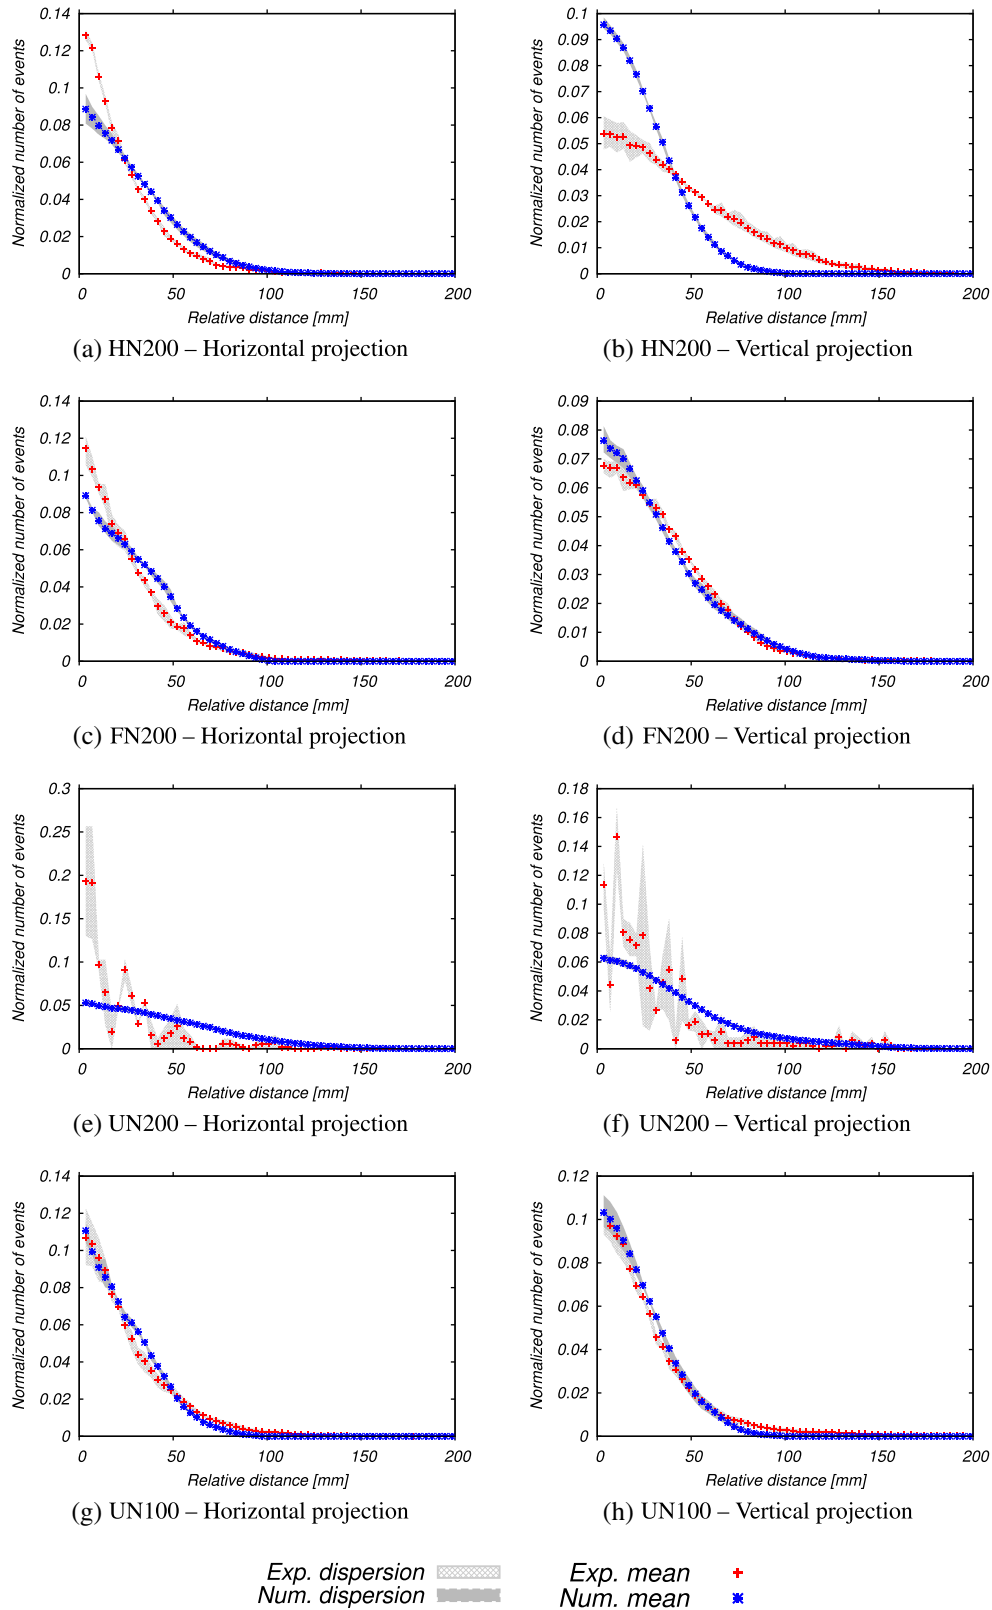 Normalized number of events
0.14
0.12
0.1
0.08
0.06
0.04
0.02
0
0 50 100 150 200
Relative distance [mm]
(a) HN200 – Horizontal projection
Normalized number of events
0.1
0.09
0.08
0.07
0.06
0.05
0.04
0.03
0.02
0.01
0
0 50 100 150 200
Relative distance [mm]
(b) HN200 – Vertical projection
Normalized number of events
0.14
0.12
0.1
0.08
0.06
0.04
0.02
0
0 50 100 150 200
Relative distance [mm]
(c) FN200 – Horizontal projection
Normalized number of events
0.09
0.08
0.07
0.06
0.05
0.04
0.03
0.02
0.01
0
0 50 100 150 200
Relative distance [mm]
(d) FN200 – Vertical projection
Normalized number of events
0.3
0.25
0.2
0.15
0.1
0.05
0
0 50 100 150 200
Relative distance [mm]
(e) UN200 – Horizontal projection
Normalized number of events
0.18
0.16
0.14
0.12
0.1
0.08
0.06
0.04
0.02
0
0 50 100 150 200
Relative distance [mm]
(f) UN200 – Vertical projection
Normalized number of events
0.14
0.12
0.1
0.08
0.06
0.04
0.02
0
0 50 100 150 200
Relative distance [mm]
(g) UN100 – Horizontal projection
Normalized number of events
0.12
0.1
0.08
0.06
0.04
0.02
0
0 50 100 150 200
Relative distance [mm]
(h) UN100 – Vertical projection
Exp. dispersion
Num. dispersion
Exp. mean
Num. mean